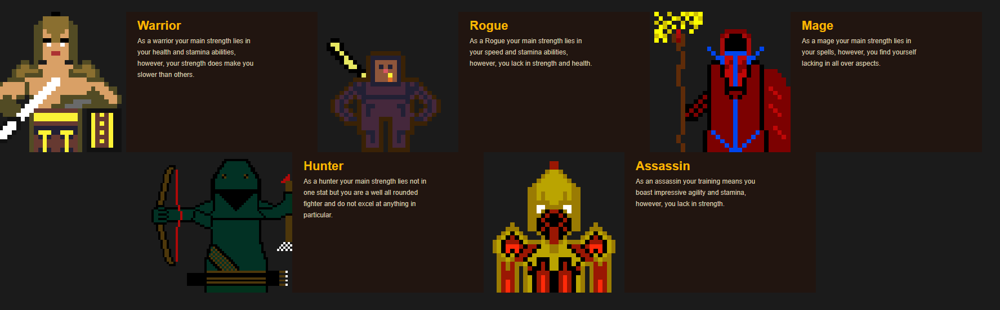 Warrior
As a warrior your main strength lies in
your health and stamina abilities,
however, your strength does make you
slower than others.
Rogue
As a Rogue your main strength lies in
your speed and stamina abilities,
however, you lack in strength and health.
Mage
As a mage your main strength lies in
your spells, however, you find yourself
lacking in all over aspects.
Hunter
As a hunter your main strength lies not in
one stat but you are a well all rounded
fighter and do not excel at anything in
particular.
Assassin
As an assassin your training means you
boast impressive agility and stamina,
however, you lack in strength.